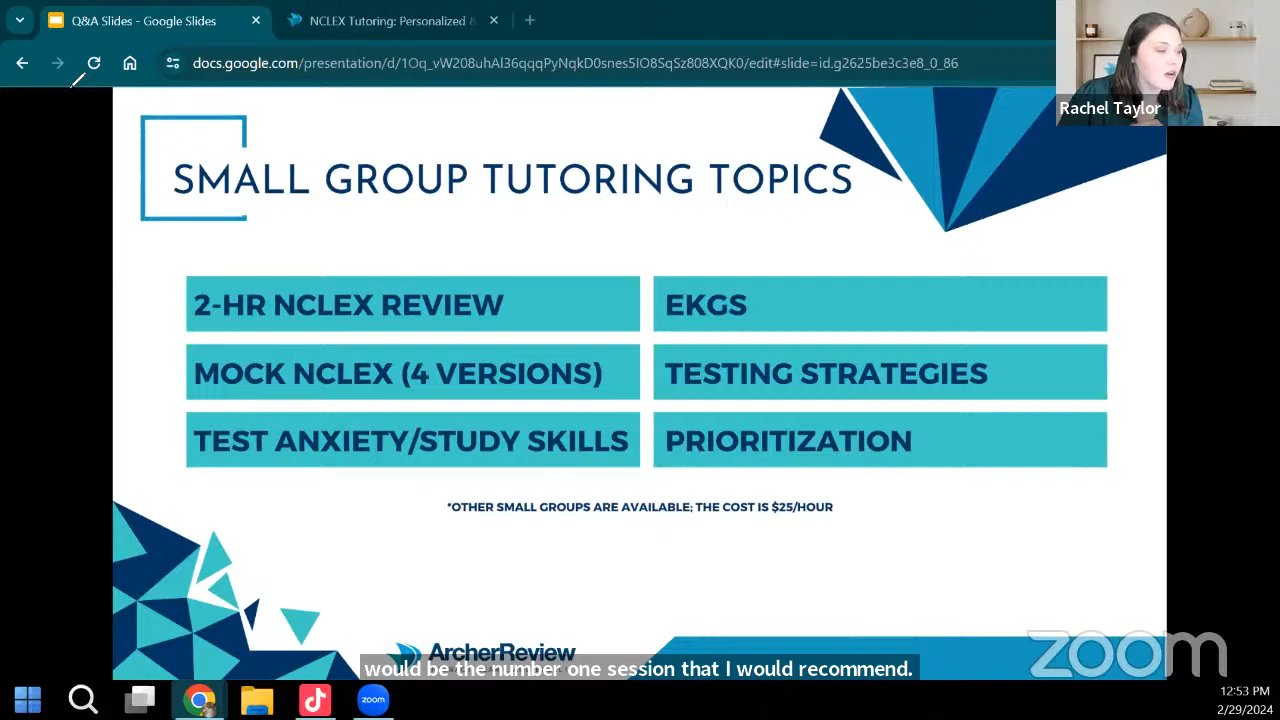 Q&A Slides - Google Slides
NCLEX Tutoring: Personalized
docs.google.com/presentation/d/1Oq_vW208uhAl36qqqPyNqkD0snes5IO8SqSz808XQK0/edit#slide=id.g2625be3c3e8_0_86
Rachel Taylor
SMALL GROUP TUTORING TOPICS
2-HR NCLEX REVIEW
EKGS
MOCK NCLEX (4 VERSIONS)
TESTING STRATEGIES
TEST ANXIETY/STUDY SKILLS
PRIORITIZATION
*OTHER SMALL GROUPS ARE AVAILABLE; THE COST IS $25/HOUR
ArcherReview
would be the number one session that I would recommend.
zoom
zoom
12:53 PM
2/29/2024